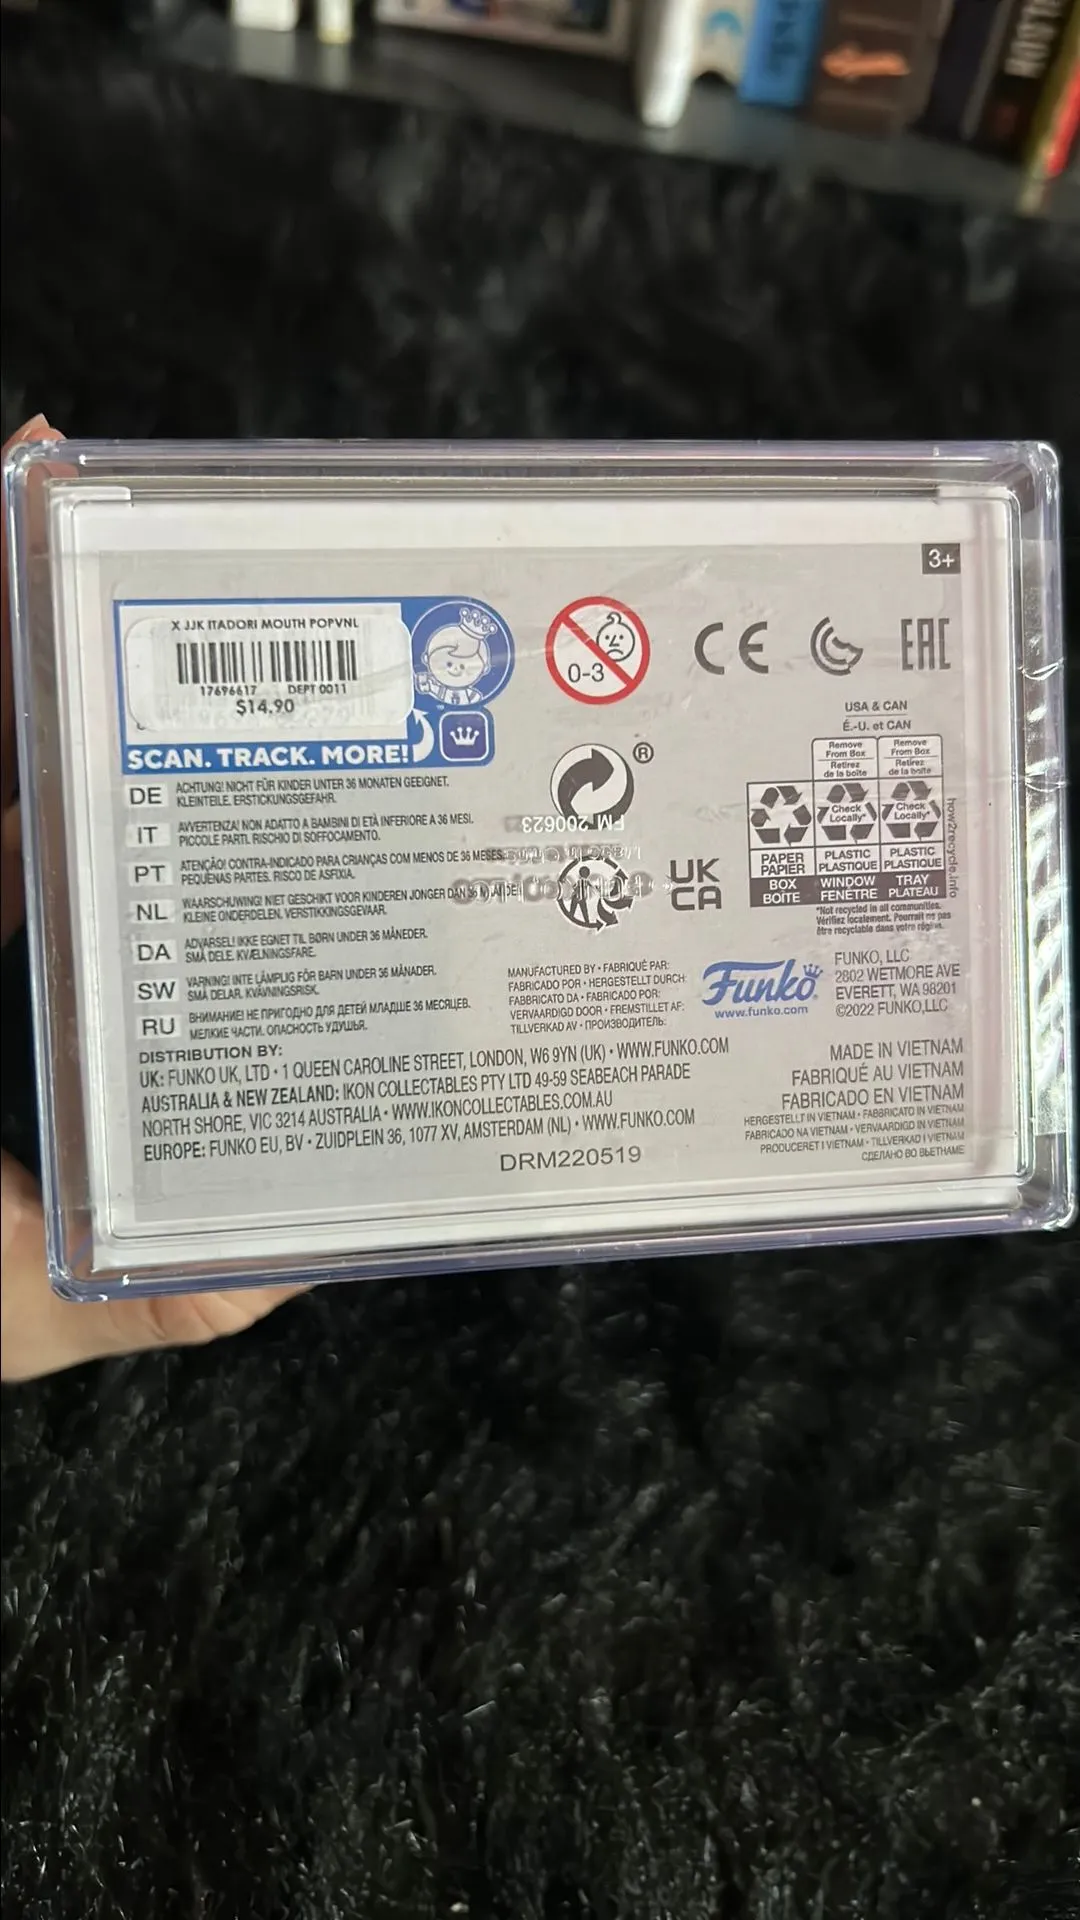 3+
X JJK ITADORI MOUTH POPVNL
17696617 DEPT 0011
$14.90
SCAN. TRACK. MORE!
0-3
CE
EAC
USA & CAN
É.-U. et CAN
Remove From Box
Retirez de la boîte
Remove From Box
Retirez de la boîte
Check Locally*
Check Locally*
PAPER PAPIER
PLASTIC PLASTIQUE
PLASTIC PLASTIQUE
BOX BOÎTE
WINDOW FENÊTRE
TRAY PLATEAU
how2recycle.info
*Not recycled in all communities.
Vérifiez localement. Pourrait ne pas
être recyclable dans votre région.
®
FM 200623
UK
CA
DE ACHTUNG! NICHT FÜR KINDER UNTER 36 MONATEN GEEIGNET.
KLEINTEILE. ERSTICKUNGSGEFAHR.
IT AVVERTENZA! NON ADATTO A BAMBINI DI ETÀ INFERIORE A 36 MESI.
PICCOLE PARTI. RISCHIO DI SOFFOCAMENTO.
PT ATENÇÃO! CONTRA-INDICADO PARA CRIANÇAS COM MENOS DE 36 MESES.
PEQUENAS PARTES. RISCO DE ASFIXIA.
NL WAARSCHUWING! NIET GESCHIKT VOOR KINDEREN JONGER DAN 36
KLEINE ONDERDELEN. VERSTIKKINGSGEVAAR.
DA ADVARSEL! IKKE EGNET TIL BØRN UNDER 36 MÅNEDER.
SMÅ DELE. KVÆLNINGSFARE.
SW VARNING! INTE LÄMPLIG FÖR BARN UNDER 36 MÅNADER.
SMÅ DELAR. KVÄVNINGSRISK.
RU ВНИМАНИЕ! НЕ ПРИГОДНО ДЛЯ ДЕТЕЙ МЛАДШЕ 36 МЕСЯЦЕВ.
МЕЛКИЕ ЧАСТИ. ОПАСНОСТЬ УДУШЬЯ.
MANUFACTURED BY • FABRIQUÉ PAR:
FABRICADO POR • HERGESTELLT DURCH:
FABBRICATO DA • FABRICADO POR:
VERVAARDIGD DOOR • FREMSTILLET AF:
TILLVERKAD AV • ПРОИЗВОДИТЕЛЬ:
Funko
www.funko.com
FUNKO, LLC
2802 WETMORE AVE
EVERETT, WA 98201
©2022 FUNKO,LLC
DISTRIBUTION BY:
UK: FUNKO UK, LTD • 1 QUEEN CAROLINE STREET, LONDON, W6 9YN (UK) • WWW.FUNKO.COM
AUSTRALIA & NEW ZEALAND: IKON COLLECTABLES PTY LTD 49-59 SEABEACH PARADE
NORTH SHORE, VIC 3214 AUSTRALIA • WWW.IKONCOLLECTABLES.COM.AU
EUROPE: FUNKO EU, BV • ZUIDPLEIN 36, 1077 XV, AMSTERDAM (NL) • WWW.FUNKO.COM
DRM220519
MADE IN VIETNAM
FABRIQUÉ AU VIETNAM
FABRICADO EN VIETNAM
HERGESTELLT IN VIETNAM • FABBRICATO IN VIETNAM
FABRICADO NA VIETNAM • VERVAARDIGD IN VIETNAM
PRODUCERET I VIETNAM • TILLVERKAD I VIETNAM
СДЕЛАНО ВО ВЬЕТНАМЕ